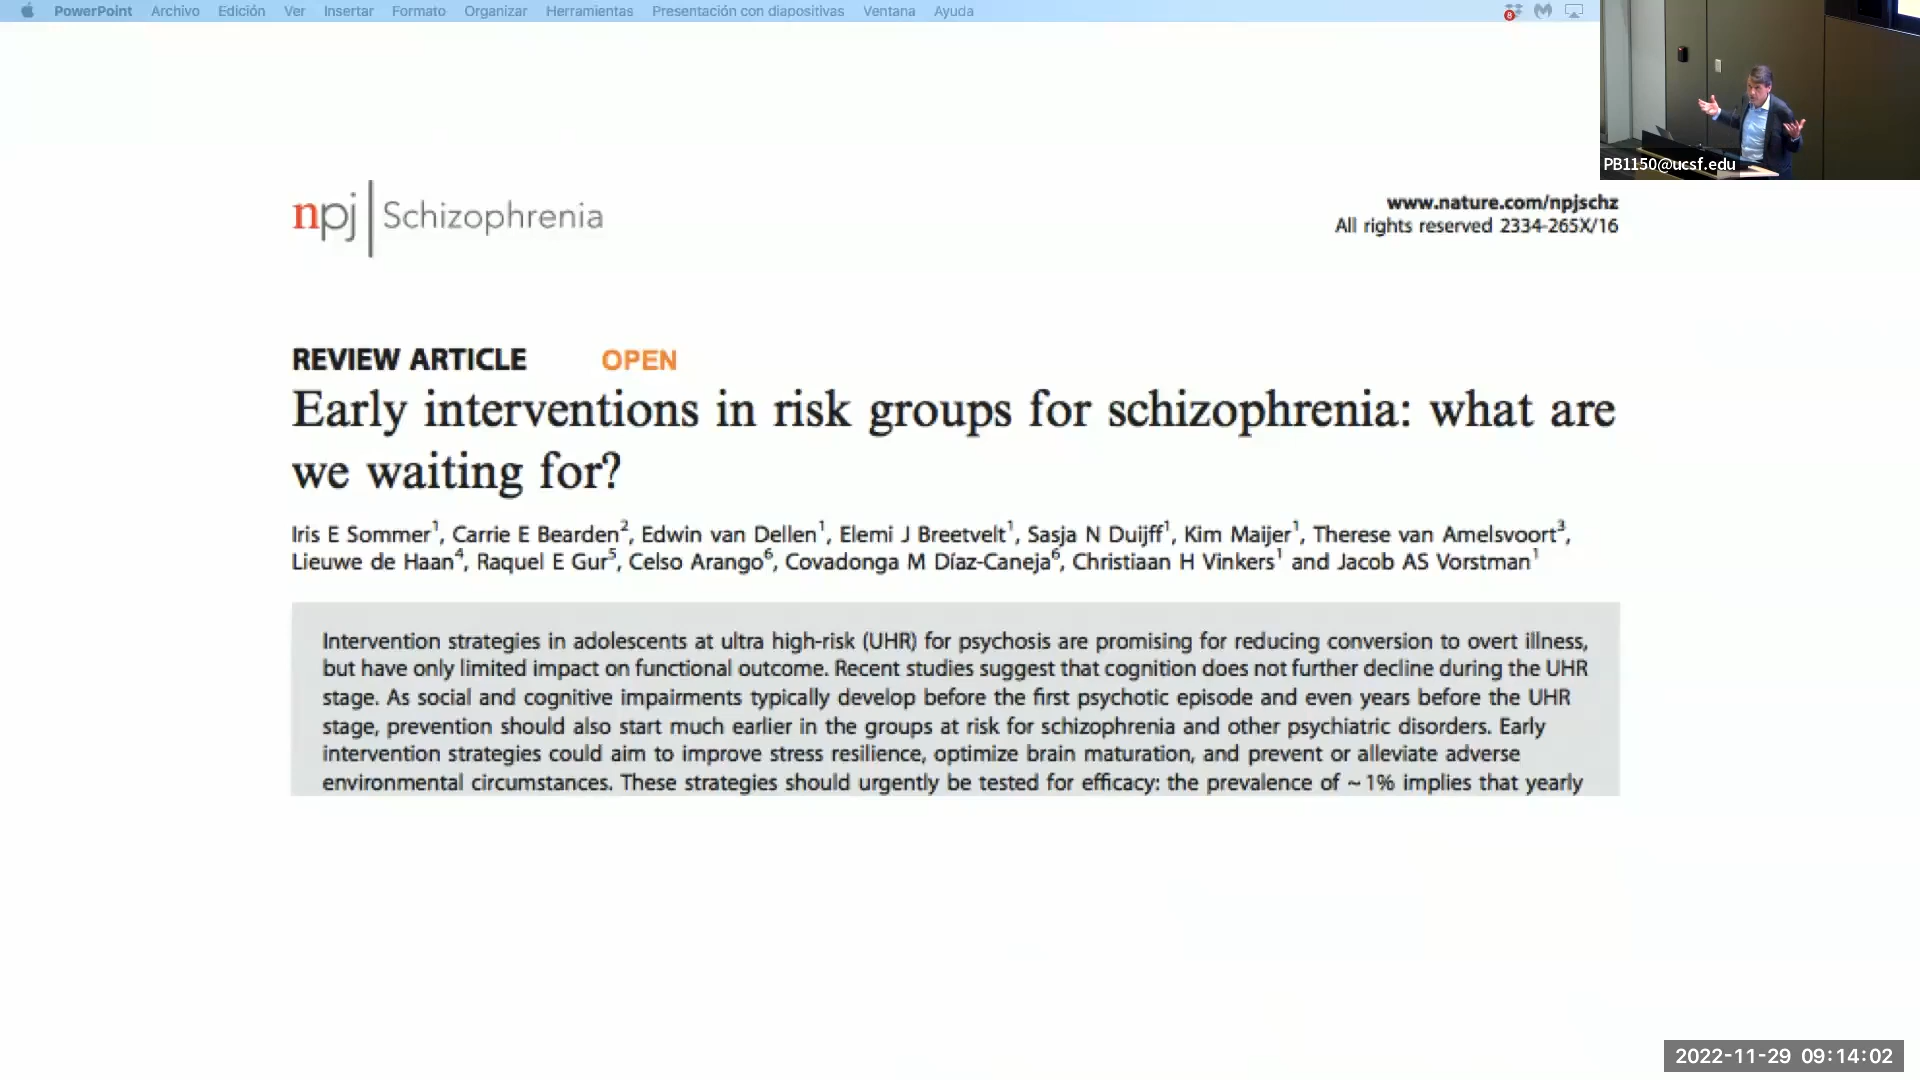 PowerPoint Archivo Edición Ver Insertar Formato Organizar Herramientas Presentación con diapositivas Ventana Ayuda
8
PB1150@ucsf.edu
npj Schizophrenia
www.nature.com/npjschz
All rights reserved 2334-265X/16
REVIEW ARTICLE OPEN
Early interventions in risk groups for schizophrenia: what are
we waiting for?
Iris E Sommer1, Carrie E Bearden2, Edwin van Dellen1, Elemi J Breetvelt1, Sasja N Duijff1, Kim Maijer1, Therese van Amelsvoort3,
Lieuwe de Haan4, Raquel E Gur5, Celso Arango6, Covadonga M Díaz-Caneja6, Christiaan H Vinkers1 and Jacob AS Vorstman1
Intervention strategies in adolescents at ultra high-risk (UHR) for psychosis are promising for reducing conversion to overt illness,
but have only limited impact on functional outcome. Recent studies suggest that cognition does not further decline during the UHR
stage. As social and cognitive impairments typically develop before the first psychotic episode and even years before the UHR
stage, prevention should also start much earlier in the groups at risk for schizophrenia and other psychiatric disorders. Early
intervention strategies could aim to improve stress resilience, optimize brain maturation, and prevent or alleviate adverse
environmental circumstances. These strategies should urgently be tested for efficacy: the prevalence of ~1% implies that yearly
2022-11-29 09:14:02